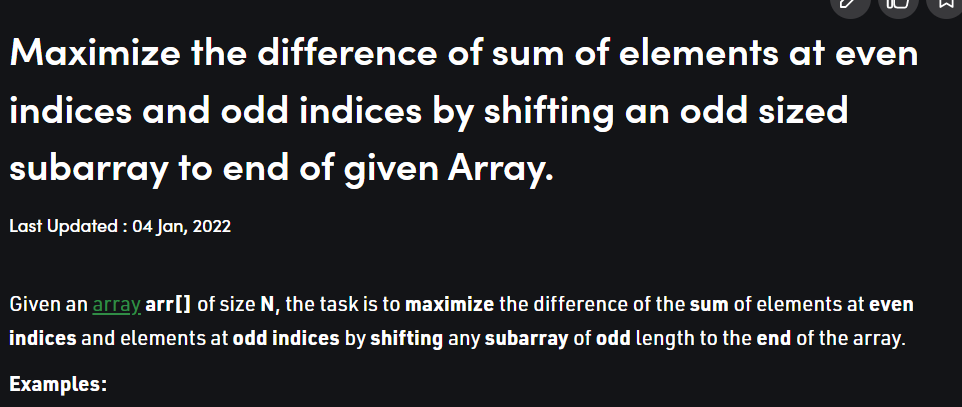 Maximize the difference of sum of elements at even
indices and odd indices by shifting an odd sized
subarray to end of given Array.
Last Updated : 04 Jan, 2022
Given an array arr[] of size N, the task is to maximize the difference of the sum of elements at even
indices and elements at odd indices by shifting any subarray of odd length to the end of the array.
Examples: